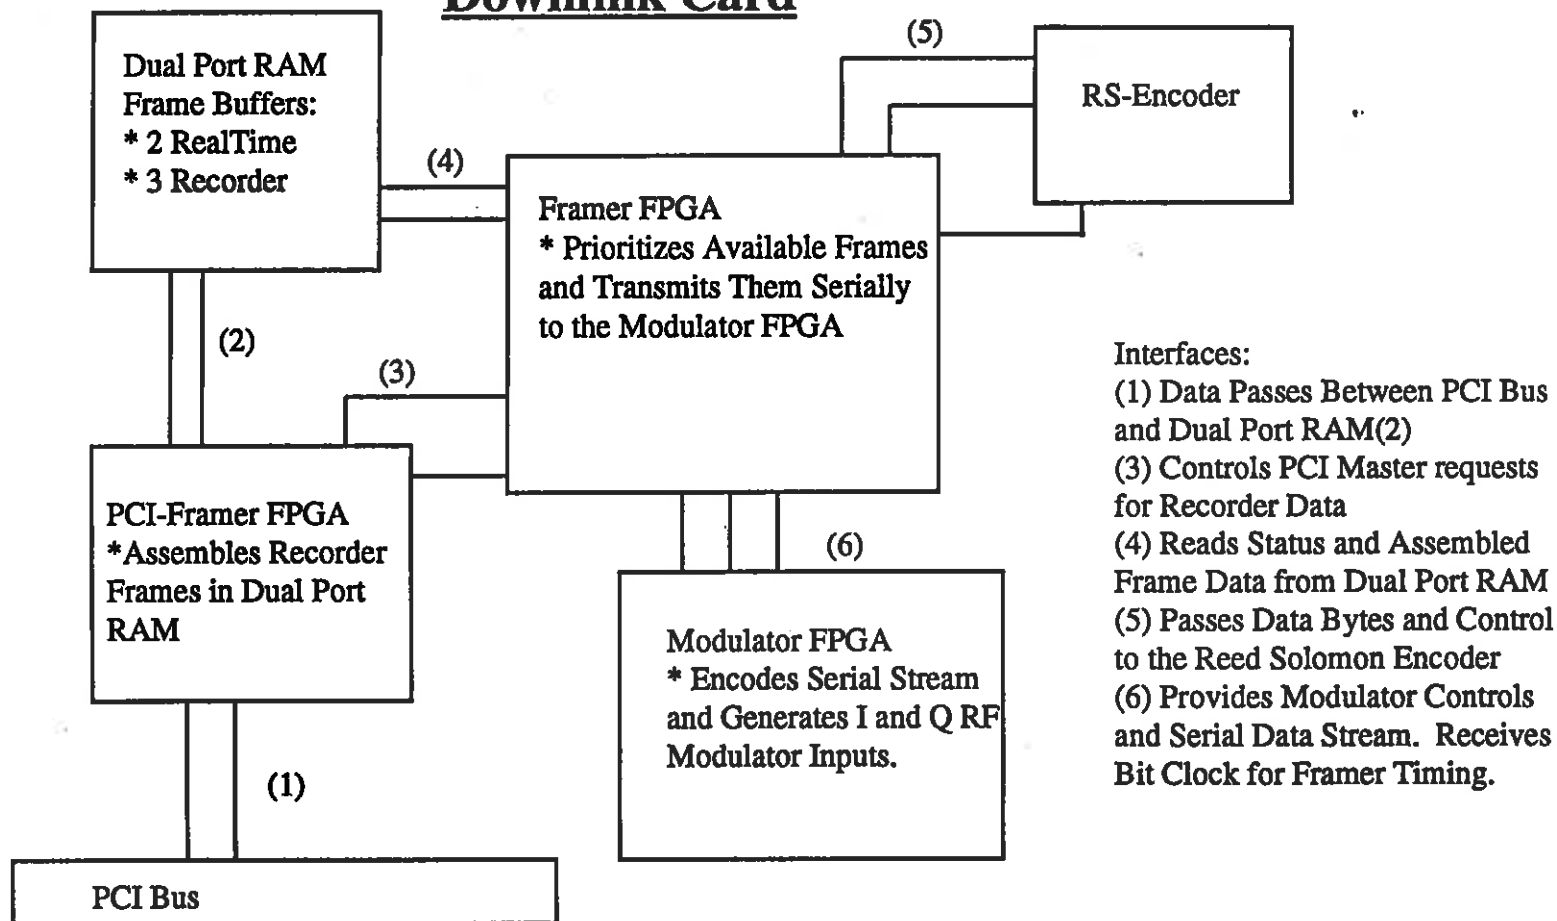 Downlink Card
Dual Port RAM
Frame Buffers:
* 2 RealTime
* 3 Recorder
(4)
(5)
RS-Encoder
Framer FPGA
* Prioritizes Available Frames
and Transmits Them Serially
to the Modulator FPGA
(2)
(3)
PCI-Framer FPGA
*Assembles Recorder
Frames in Dual Port
RAM
(6)
Modulator FPGA
* Encodes Serial Stream
and Generates I and Q RF
Modulator Inputs.
(1)
PCI Bus
Interfaces:
(1) Data Passes Between PCI Bus
and Dual Port RAM(2)
(3) Controls PCI Master requests
for Recorder Data
(4) Reads Status and Assembled
Frame Data from Dual Port RAM
(5) Passes Data Bytes and Control
to the Reed Solomon Encoder
(6) Provides Modulator Controls
and Serial Data Stream.  Receives
Bit Clock for Framer Timing.